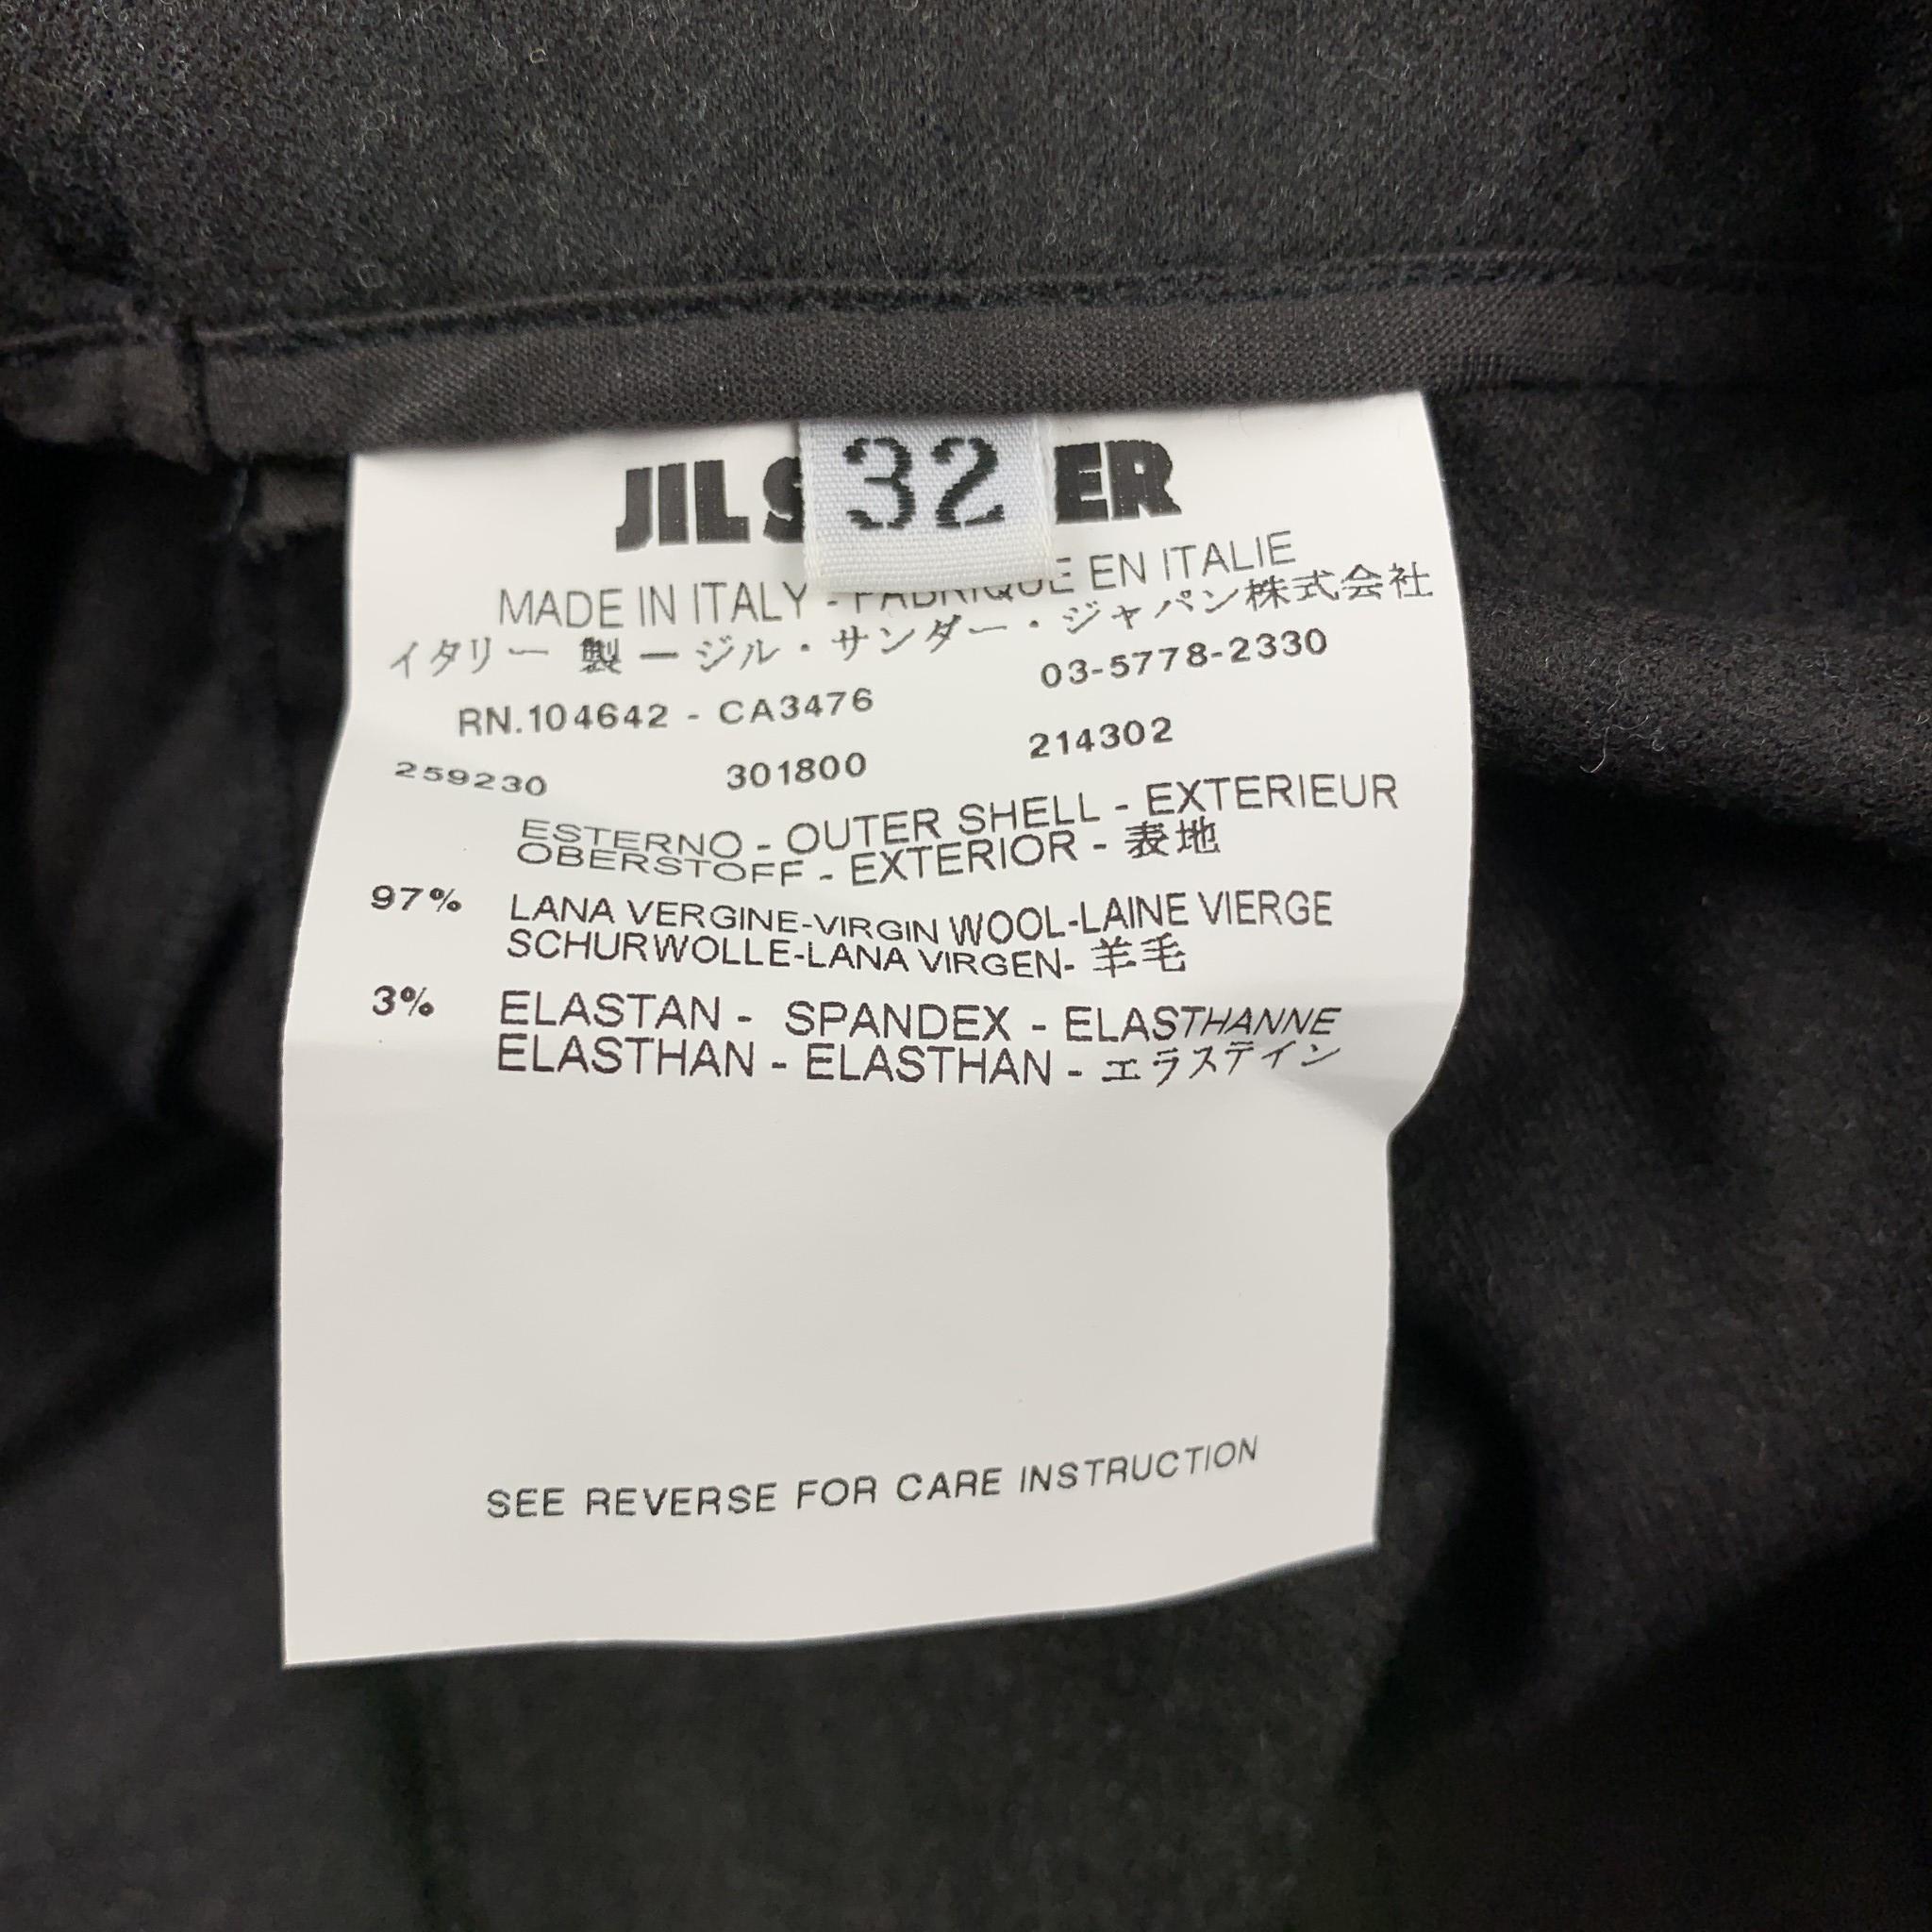 JIL
32
MADE IN ITALY - FABRIQUE EN ITALIE
イタリー 製 ー ジル・サンダー・ジャパン株式会社
RN.104642 - CA3476 03-5778-2330
259230 301800 214302
ESTERNO - OUTER SHELL - EXTERIEUR
OBERSTOFF - EXTERIOR - 表地
97% LANA VERGINE-VIRGIN WOOL-LAINE VIERGE
SCHURWOLLE-LANA VIRGEN- 羊毛
3% ELASTAN - SPANDEX - ELASTHANNE
ELASTHAN - ELASTHAN - エラステイン
SEE REVERSE FOR CARE INSTRUCTION